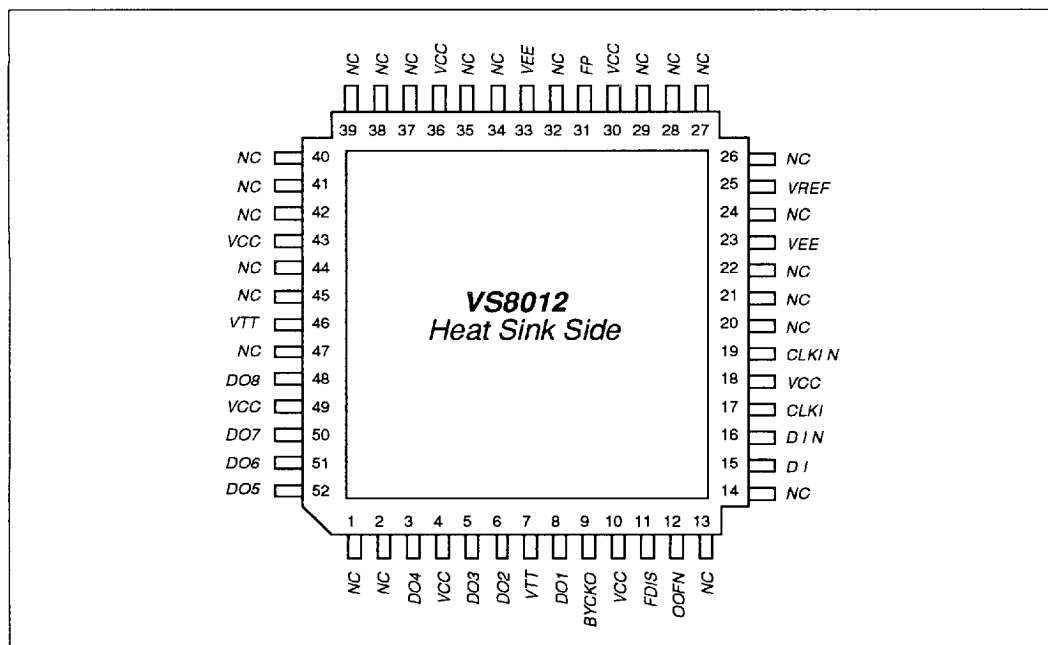 NC NC NC VCC NC NC VEE NC FP VCC NC NC NC
39 38 37 36 35 34 33 32 31 30 29 28 27
NC 40 26 NC
NC 41 25 VREF
NC 42 24 NC
VCC 43 23 VEE
NC 44 22 NC
NC 45 21 NC
VTT 46 20 NC
NC 47 19 CLKIN
DO8 48 18 VCC
VCC 49 17 CLKI
DO7 50 16 DIN
DO6 51 15 DI
DO5 52 14 NC
VS8012
Heat Sink Side
1 2 3 4 5 6 7 8 9 10 11 12 13
NC NC DO4 VCC DO3 DO2 VTT DO1 BYCKO VCC FDIS OOFN NC